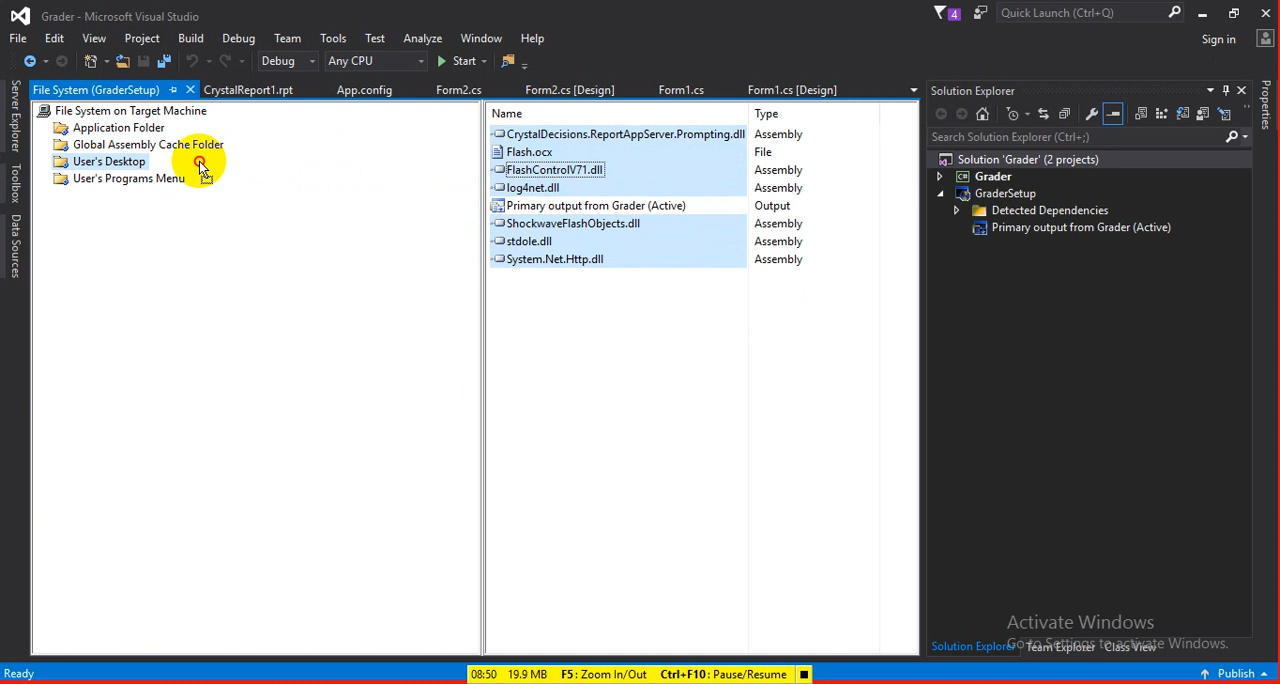 Grader - Microsoft Visual Studio
4
Quick Launch (Ctrl+Q)
File Edit View Project Build Debug Team Tools Test Analyze Window Help
Sign in
Debug Any CPU Start
File System (GraderSetup) CrystalReport1.rpt App.config Form2.cs Form2.cs [Design] Form1.cs Form1.cs [Design]
Server Explorer
Toolbox
Data Sources
File System on Target Machine
Application Folder
Global Assembly Cache Folder
User's Desktop
User's Programs Menu
Name Type
CrystalDecisions.ReportAppServer.Prompting.dll Assembly
Flash.ocx File
FlashControlV71.dll Assembly
log4net.dll Assembly
Primary output from Grader (Active) Output
ShockwaveFlashObjects.dll Assembly
stdole.dll Assembly
System.Net.Http.dll Assembly
Solution Explorer
Search Solution Explorer (Ctrl+;)
Solution 'Grader' (2 projects)
Grader
GraderSetup
Detected Dependencies
Primary output from Grader (Active)
Properties
Activate Windows
Go to Settings to activate Windows.
Solution Explorer Team Explorer Class View
Ready
08:50 19.9 MB F5: Zoom In/Out Ctrl+F10: Pause/Resume
Publish